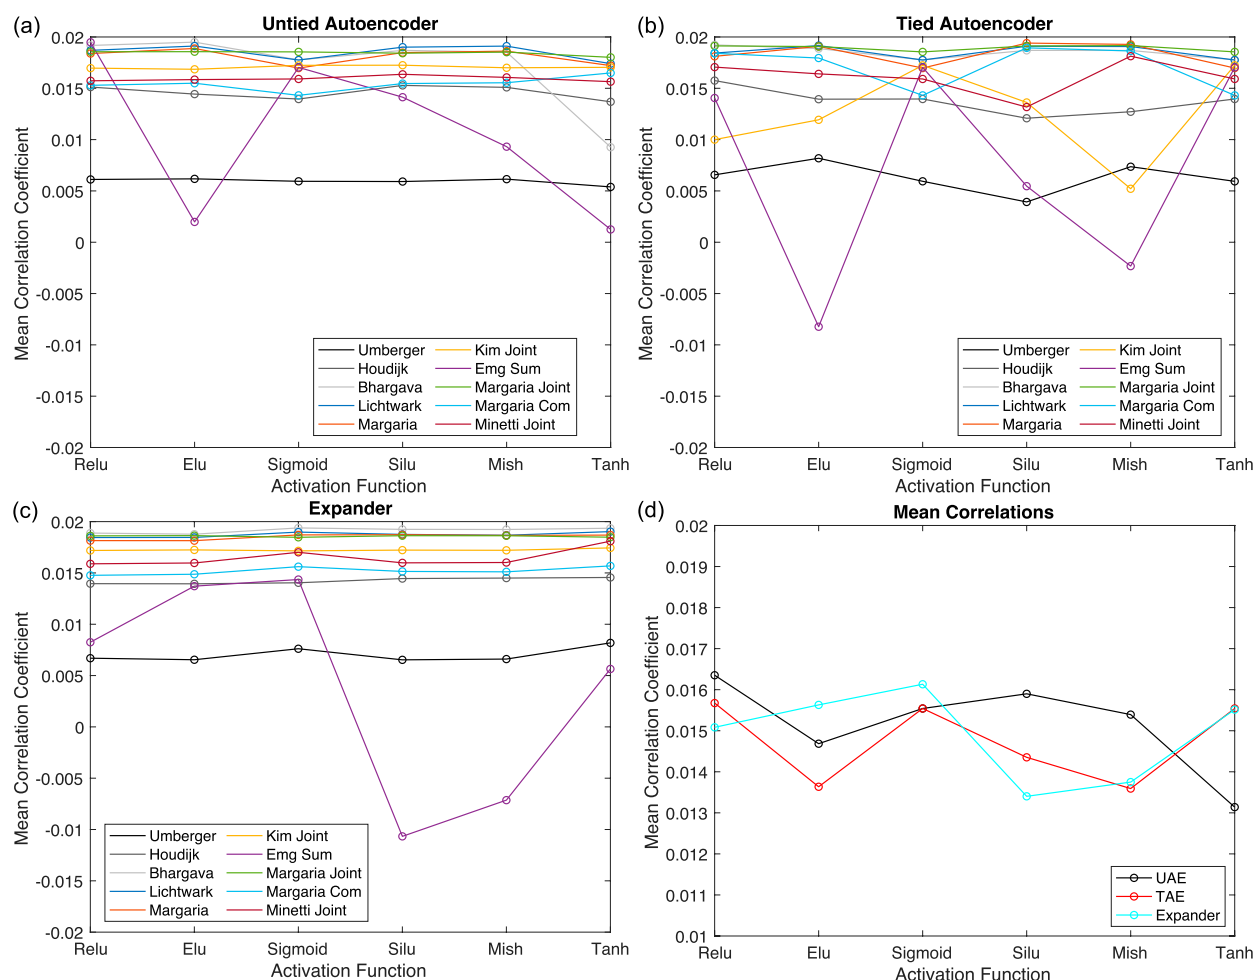 (a)
Untied Autoencoder
0.02
0.015
0.01
0.005
0
-0.005
-0.01
-0.015
-0.02
Mean Correlation Coefficient
Umberger
Houdijk
Bhargava
Lichtwark
Margaria
Kim Joint
Emg Sum
Margaria Joint
Margaria Com
Minetti Joint
Relu Elu Sigmoid Silu Mish Tanh
Activation Function
(b)
Tied Autoencoder
0.02
0.015
0.01
0.005
0
-0.005
-0.01
-0.015
-0.02
Mean Correlation Coefficient
Umberger
Houdijk
Bhargava
Lichtwark
Margaria
Kim Joint
Emg Sum
Margaria Joint
Margaria Com
Minetti Joint
Relu Elu Sigmoid Silu Mish Tanh
Activation Function
(c)
Expander
0.02
0.015
0.01
0.005
0
-0.005
-0.01
-0.015
-0.02
Mean Correlation Coefficient
Umberger
Houdijk
Bhargava
Lichtwark
Margaria
Kim Joint
Emg Sum
Margaria Joint
Margaria Com
Minetti Joint
Relu Elu Sigmoid Silu Mish Tanh
Activation Function
(d)
Mean Correlations
0.02
0.019
0.018
0.017
0.016
0.015
0.014
0.013
0.012
0.011
0.01
Mean Correlation Coefficient
UAE
TAE
Expander
Relu Elu Sigmoid Silu Mish Tanh
Activation Function